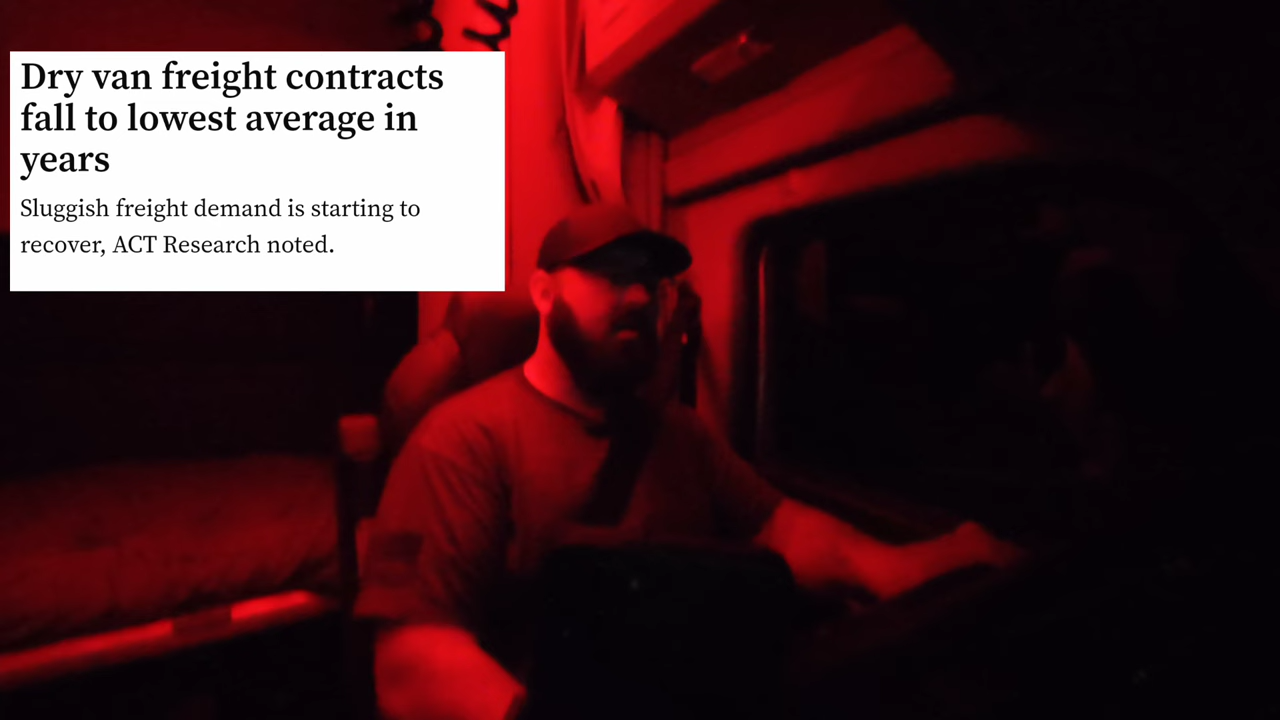 Dry van freight contracts
fall to lowest average in
years
Sluggish freight demand is starting to
recover, ACT Research noted.